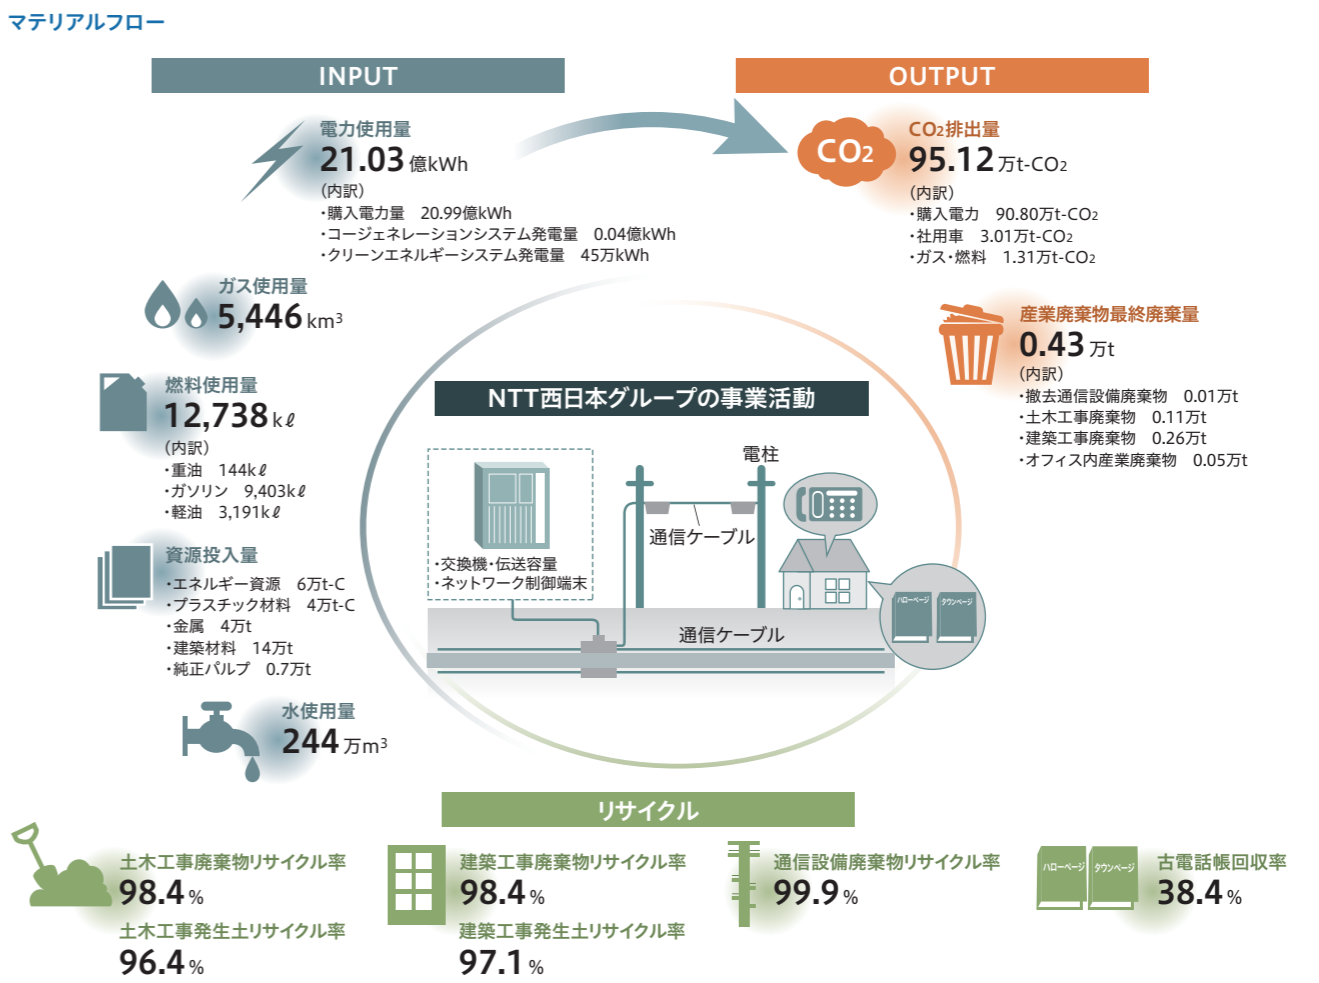 マテリアルフロー
INPUT
電力使用量
21.03 億kWh
（内訳）
・購入電力量 20.99億kWh
・コージェネレーションシステム発電量 0.04億kWh
・クリーンエネルギーシステム発電量 45万kWh
ガス使用量
5,446 km³
燃料使用量
12,738 kℓ
（内訳）
・重油 144kℓ
・ガソリン 9,403kℓ
・軽油 3,191kℓ
資源投入量
・エネルギー資源 6万t-C
・プラスチック材料 4万t-C
・金属 4万t
・建築材料 14万t
・純正パルプ 0.7万t
水使用量
244 万m³
OUTPUT
CO₂
CO₂排出量
95.12 万t-CO₂
（内訳）
・購入電力 90.80万t-CO₂
・社用車 3.01万t-CO₂
・ガス・燃料 1.31万t-CO₂
産業廃棄物最終廃棄量
0.43 万t
（内訳）
・撤去通信設備廃棄物 0.01万t
・土木工事廃棄物 0.11万t
・建築工事廃棄物 0.26万t
・オフィス内産業廃棄物 0.05万t
NTT西日本グループの事業活動
・交換機・伝送容量
・ネットワーク制御端末
電柱
通信ケーブル
通信ケーブル
ハローページ
タウンページ
リサイクル
土木工事廃棄物リサイクル率
98.4 %
土木工事発生土リサイクル率
96.4 %
建築工事廃棄物リサイクル率
98.4 %
建築工事発生土リサイクル率
97.1 %
通信設備廃棄物リサイクル率
99.9 %
ハローページ
タウンページ
古電話帳回収率
38.4 %